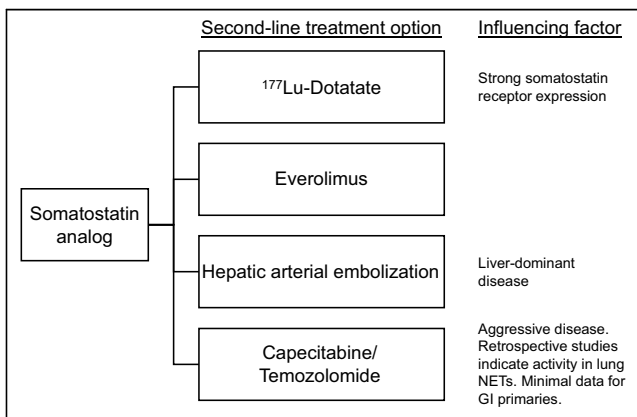 Second-line treatment option
Influencing factor
¹⁷⁷Lu-Dotatate
Strong somatostatin
receptor expression
Everolimus
Somatostatin
analog
Hepatic arterial embolization
Liver-dominant
disease
Capecitabine/
Temozolomide
Aggressive disease.
Retrospective studies
indicate activity in lung
NETs. Minimal data for
GI primaries.